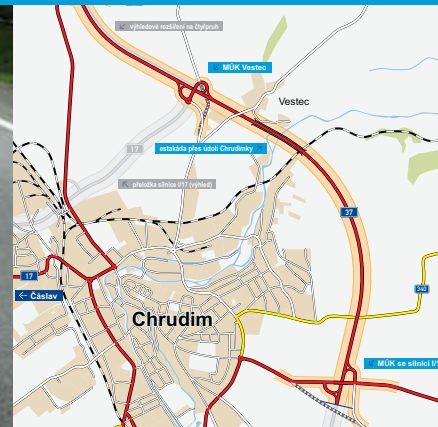 výhledové rozšíření na čtyřpruh
MÚK Vestec
Vestec
17
estakáda přes údolí Chrudimky
přeložka silnice I/17 (výhled)
37
17
340
← Čáslav
Chrudim
MÚK se silnicí I/1